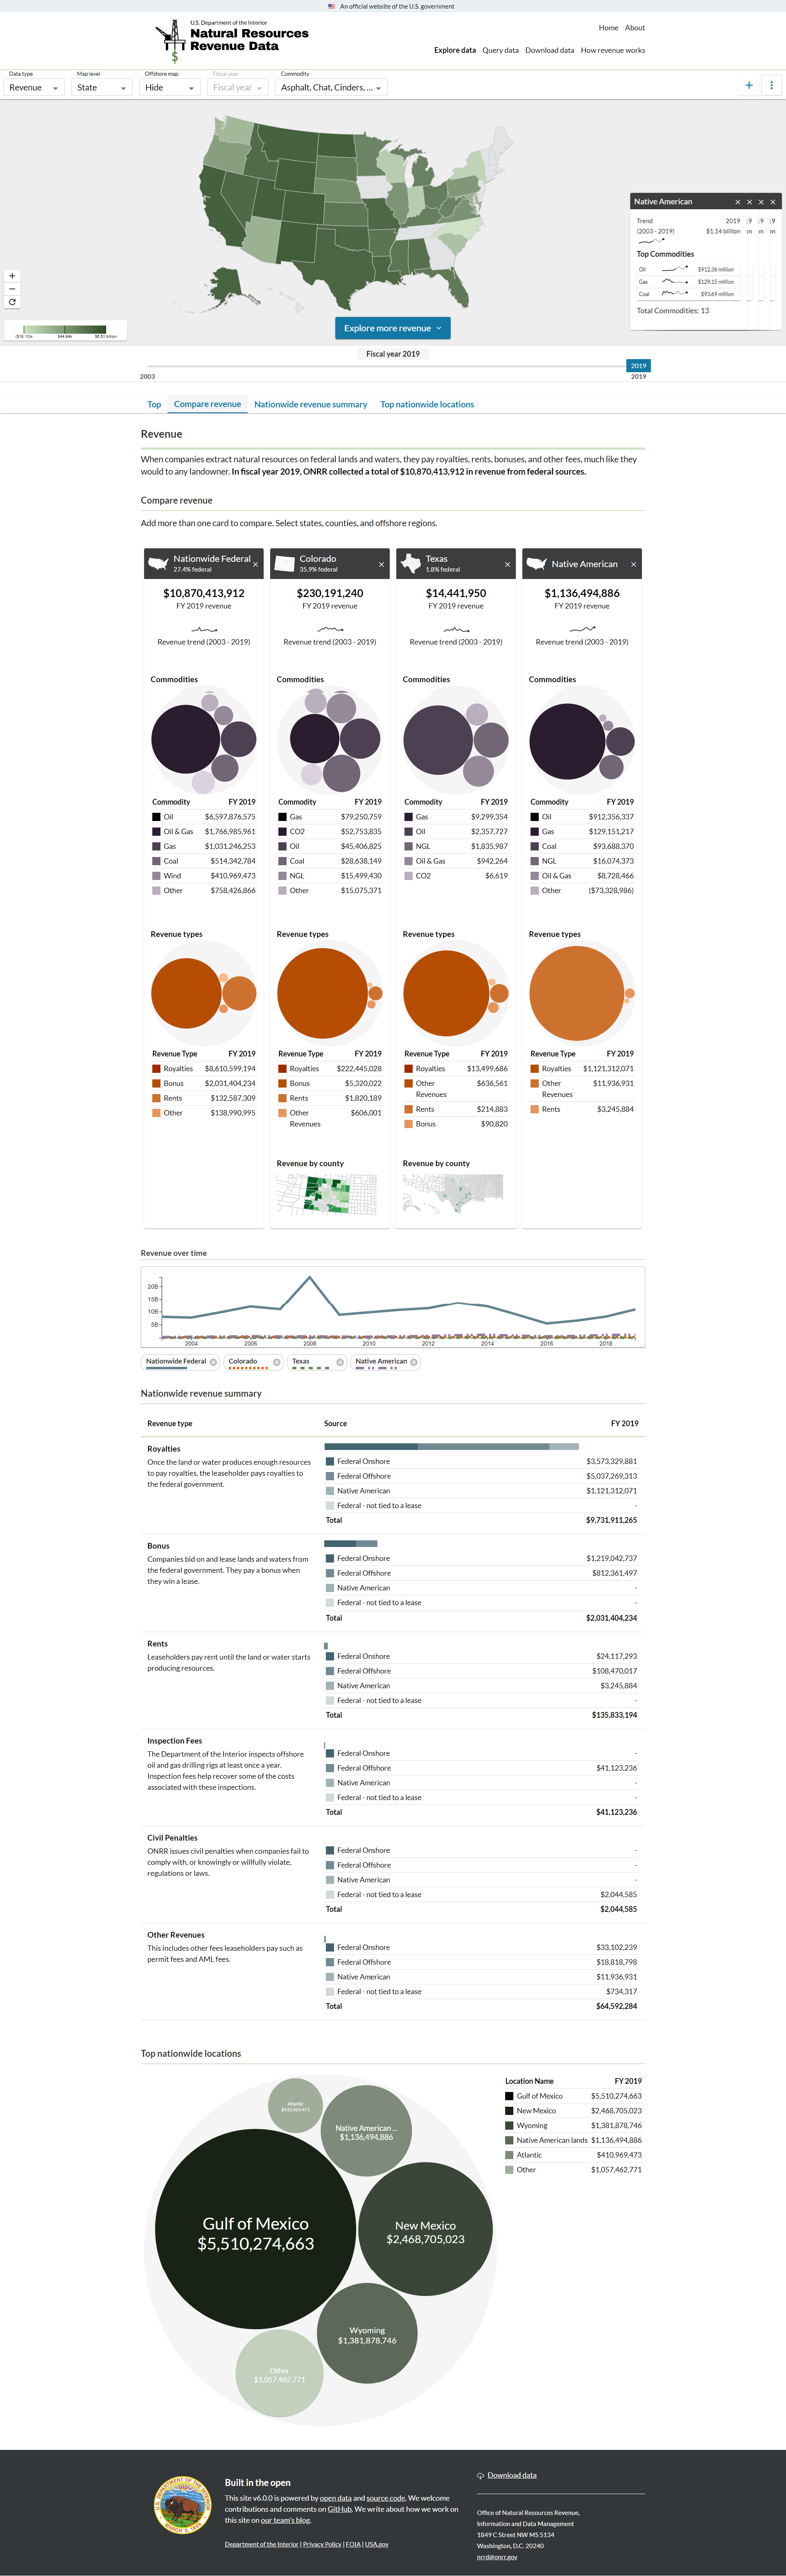 An official website of the U.S. government
U.S. Department of the Interior
Natural Resources
Revenue Data
Home About
Explore data Query data Download data How revenue works
Data type Map level Offshore map Fiscal year Commodity
Revenue State Hide Fiscal year Asphalt, Chat, Cinders, ...
Native American
Trend 2019
(2003 - 2019) $1.14 billion
Top Commodities
Oil $912.36 million
Gas $129.15 million
Coal $93.69 million
Total Commodities: 13
Explore more revenue
Fiscal year 2019
2019
2003 2019
Top Compare revenue Nationwide revenue summary Top nationwide locations
Revenue
When companies extract natural resources on federal lands and waters, they pay royalties, rents, bonuses, and other fees, much like they
would to any landowner. In fiscal year 2019, ONRR collected a total of $10,870,413,912 in revenue from federal sources.
Compare revenue
Add more than one card to compare. Select states, counties, and offshore regions.
Nationwide Federal
27.4% federal
$10,870,413,912
FY 2019 revenue
Revenue trend (2003 - 2019)
Commodities
Commodity FY 2019
Oil $6,597,876,575
Oil & Gas $1,766,985,961
Gas $1,031,246,253
Coal $514,342,784
Wind $410,969,473
Other $758,426,866
Revenue types
Revenue Type FY 2019
Royalties $8,610,599,194
Bonus $2,031,404,234
Rents $132,587,309
Other $138,990,995
Colorado
35.9% federal
$230,191,240
FY 2019 revenue
Revenue trend (2003 - 2019)
Commodities
Commodity FY 2019
Gas $79,250,759
CO2 $52,753,835
Oil $45,406,825
Coal $28,638,149
NGL $15,499,430
Other $15,075,371
Revenue types
Revenue Type FY 2019
Royalties $222,445,028
Bonus $5,320,022
Rents $1,820,189
Other $606,001
Revenues
Revenue by county
Texas
1.8% federal
$14,441,950
FY 2019 revenue
Revenue trend (2003 - 2019)
Commodities
Commodity FY 2019
Gas $9,299,354
Oil $2,357,727
NGL $1,835,987
Oil & Gas $942,264
CO2 $6,619
Revenue types
Revenue Type FY 2019
Royalties $13,499,686
Other $636,561
Revenues
Rents $214,883
Bonus $90,820
Revenue by county
Native American
$1,136,494,886
FY 2019 revenue
Revenue trend (2003 - 2019)
Commodities
Commodity FY 2019
Oil $912,356,337
Gas $129,151,217
Coal $93,688,370
NGL $16,074,373
Oil & Gas $8,728,466
Other ($73,328,986)
Revenue types
Revenue Type FY 2019
Royalties $1,121,312,071
Other $11,936,931
Revenues
Rents $3,245,884
Revenue over time
20B
15B
10B
5B
2004 2006 2008 2010 2012 2014 2016 2018
Nationwide Federal Colorado Texas Native American
Nationwide revenue summary
Revenue type Source FY 2019
Royalties
Once the land or water produces enough resources
to pay royalties, the leaseholder pays royalties to
the federal government.
Federal Onshore $3,573,329,881
Federal Offshore $5,037,269,313
Native American $1,121,312,071
Federal - not tied to a lease -
Total $9,731,911,265
Bonus
Companies bid on and lease lands and waters from
the federal government. They pay a bonus when
they win a lease.
Federal Onshore $1,219,042,737
Federal Offshore $812,361,497
Native American -
Federal - not tied to a lease -
Total $2,031,404,234
Rents
Leaseholders pay rent until the land or water starts
producing resources.
Federal Onshore $24,117,293
Federal Offshore $108,470,017
Native American $3,245,884
Federal - not tied to a lease -
Total $135,833,194
Inspection Fees
The Department of the Interior inspects offshore
oil and gas drilling rigs at least once a year.
Inspection fees help recover some of the costs
associated with these inspections.
Federal Onshore -
Federal Offshore $41,123,236
Native American -
Federal - not tied to a lease -
Total $41,123,236
Civil Penalties
ONRR issues civil penalties when companies fail to
comply with, or knowingly or willfully violate,
regulations or laws.
Federal Onshore -
Federal Offshore -
Native American -
Federal - not tied to a lease $2,044,585
Total $2,044,585
Other Revenues
This includes other fees leaseholders pay such as
permit fees and AML fees.
Federal Onshore $33,102,239
Federal Offshore $18,818,798
Native American $11,936,931
Federal - not tied to a lease $734,317
Total $64,592,284
Top nationwide locations
Atlantic
$410,969,473
Native American ...
$1,136,494,886
Gulf of Mexico
$5,510,274,663
New Mexico
$2,468,705,023
Wyoming
$1,381,878,746
Other
$1,057,462,771
Location Name FY 2019
Gulf of Mexico $5,510,274,663
New Mexico $2,468,705,023
Wyoming $1,381,878,746
Native American lands $1,136,494,886
Atlantic $410,969,473
Other $1,057,462,771
Built in the open
This site v6.0.0 is powered by open data and source code. We welcome
contributions and comments on GitHub. We write about how we work on
this site on our team's blog.
Department of the Interior | Privacy Policy | FOIA | USA.gov
Download data
Office of Natural Resources Revenue,
Information and Data Management
1849 C Street NW MS 5134
Washington, D.C. 20240
nrrd@onrr.gov